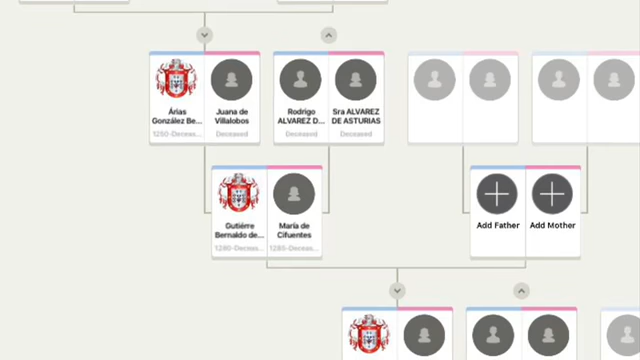 Árias
González Be...
1250-Deceas...
Juana de
Villalobos
Deceased
Rodrigo
ALVAREZ D...
Deceased
Sra ALVAREZ
DE ASTURIAS
Deceased
Gutiérre
Bernaldo de...
1280-Deceas...
María de
Cifuentes
1285-Deceas...
Add Father
Add Mother